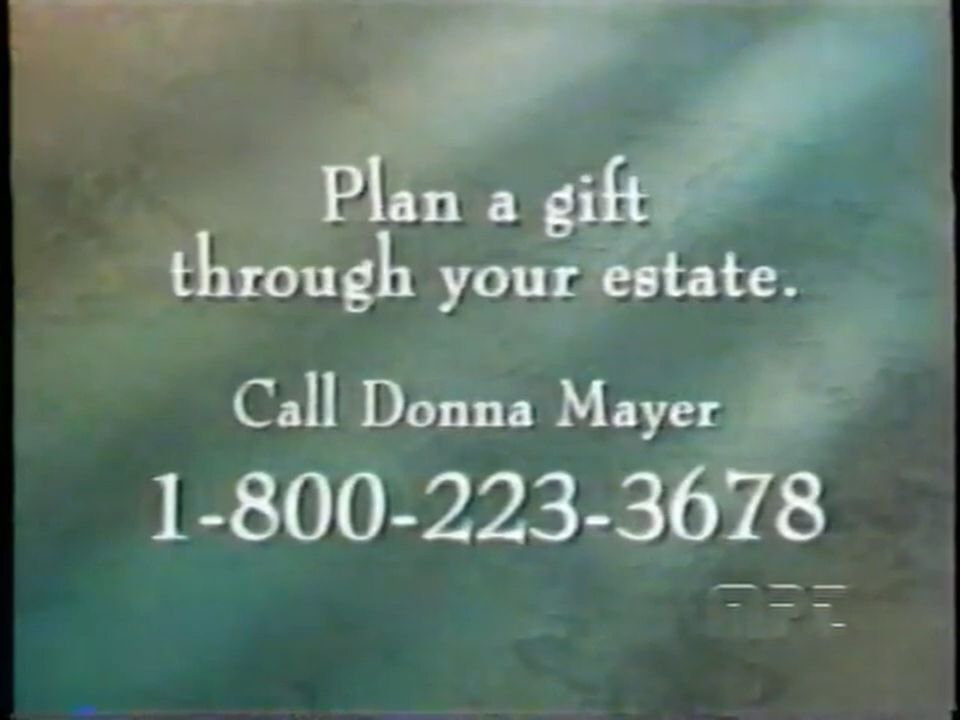 Plan a gift
through your estate.
Call Donna Mayer
1-800-223-3678